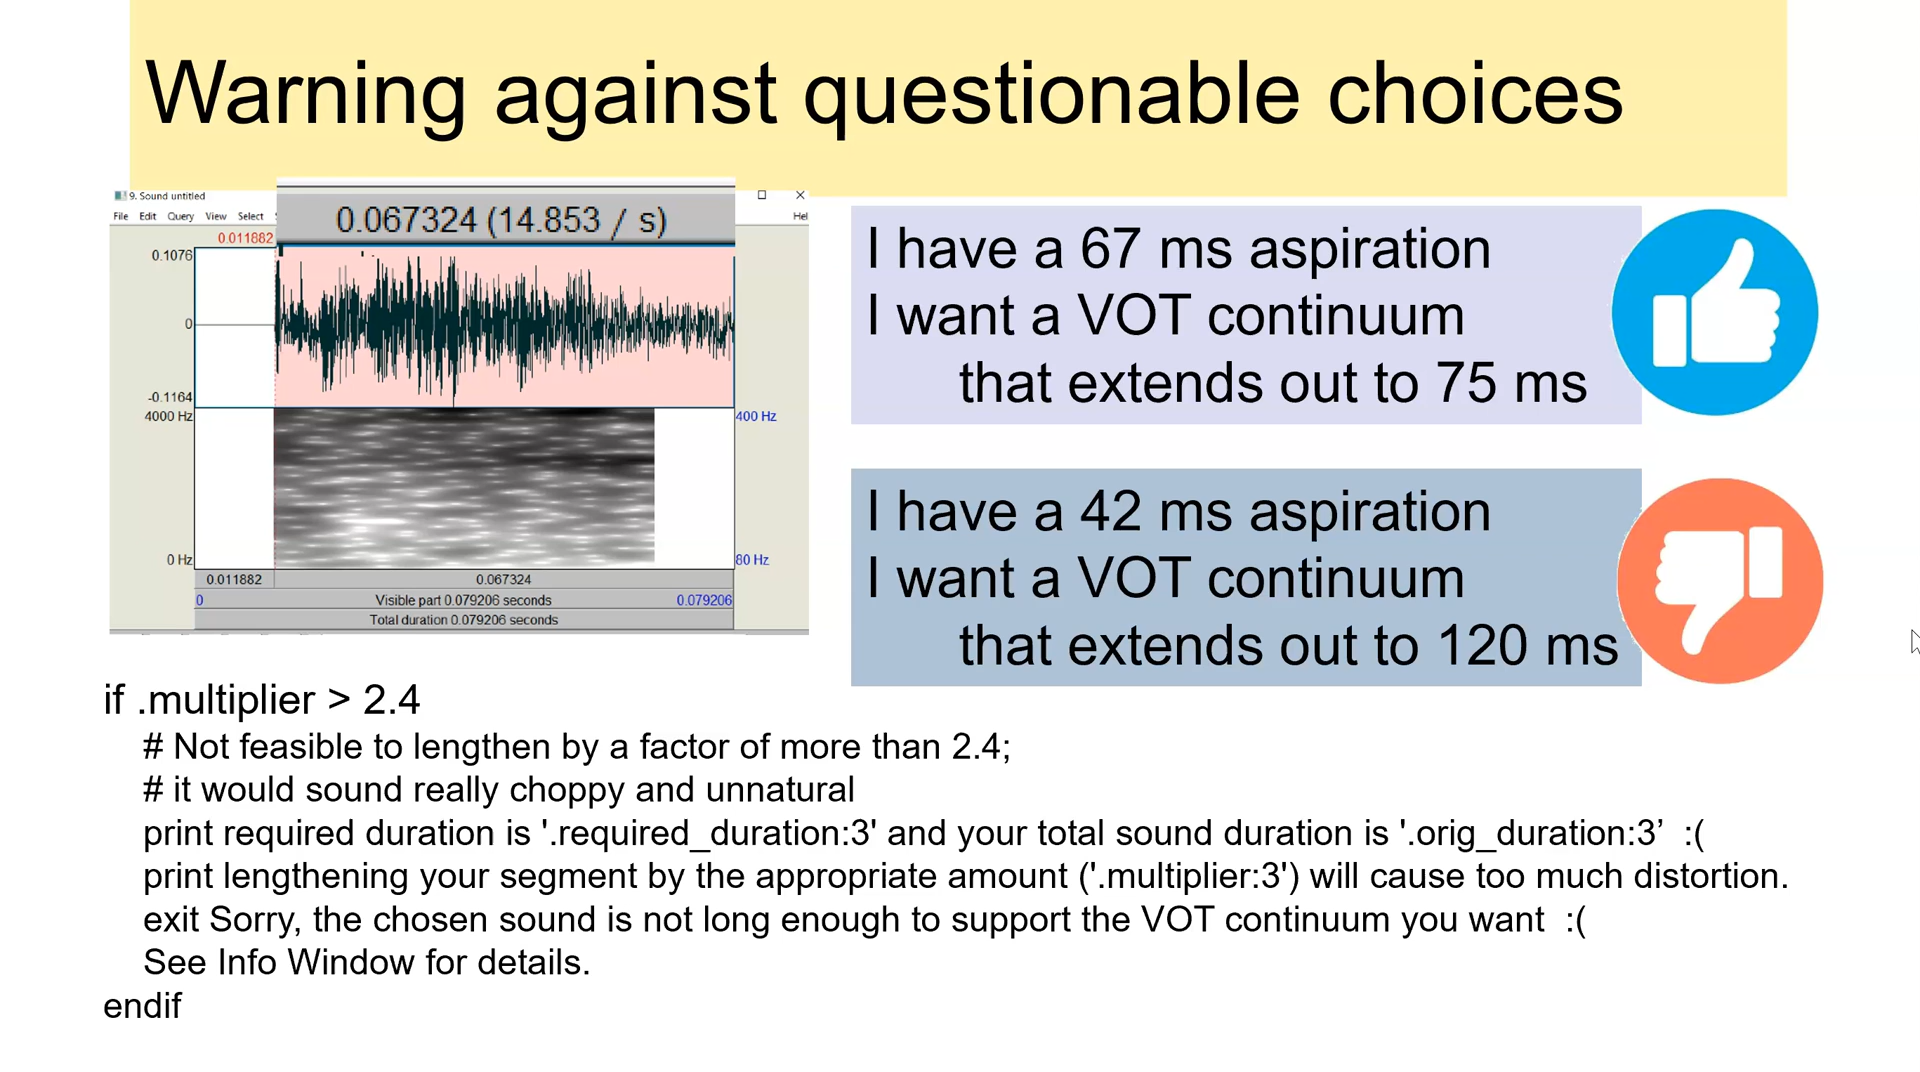 Warning against questionable choices
9. Sound untitled
File Edit Query View Select
Hel
0.067324 (14.853 / s)
0.011882
0.1076
0
-0.1164
4000 Hz
400 Hz
0 Hz
80 Hz
0.011882 0.067324
0 Visible part 0.079206 seconds 0.079206
Total duration 0.079206 seconds
I have a 67 ms aspiration
I want a VOT continuum
that extends out to 75 ms
I have a 42 ms aspiration
I want a VOT continuum
that extends out to 120 ms
if .multiplier > 2.4
# Not feasible to lengthen by a factor of more than 2.4;
# it would sound really choppy and unnatural
print required duration is '.required_duration:3' and your total sound duration is '.orig_duration:3’ :(
print lengthening your segment by the appropriate amount ('.multiplier:3') will cause too much distortion.
exit Sorry, the chosen sound is not long enough to support the VOT continuum you want :(
See Info Window for details.
endif